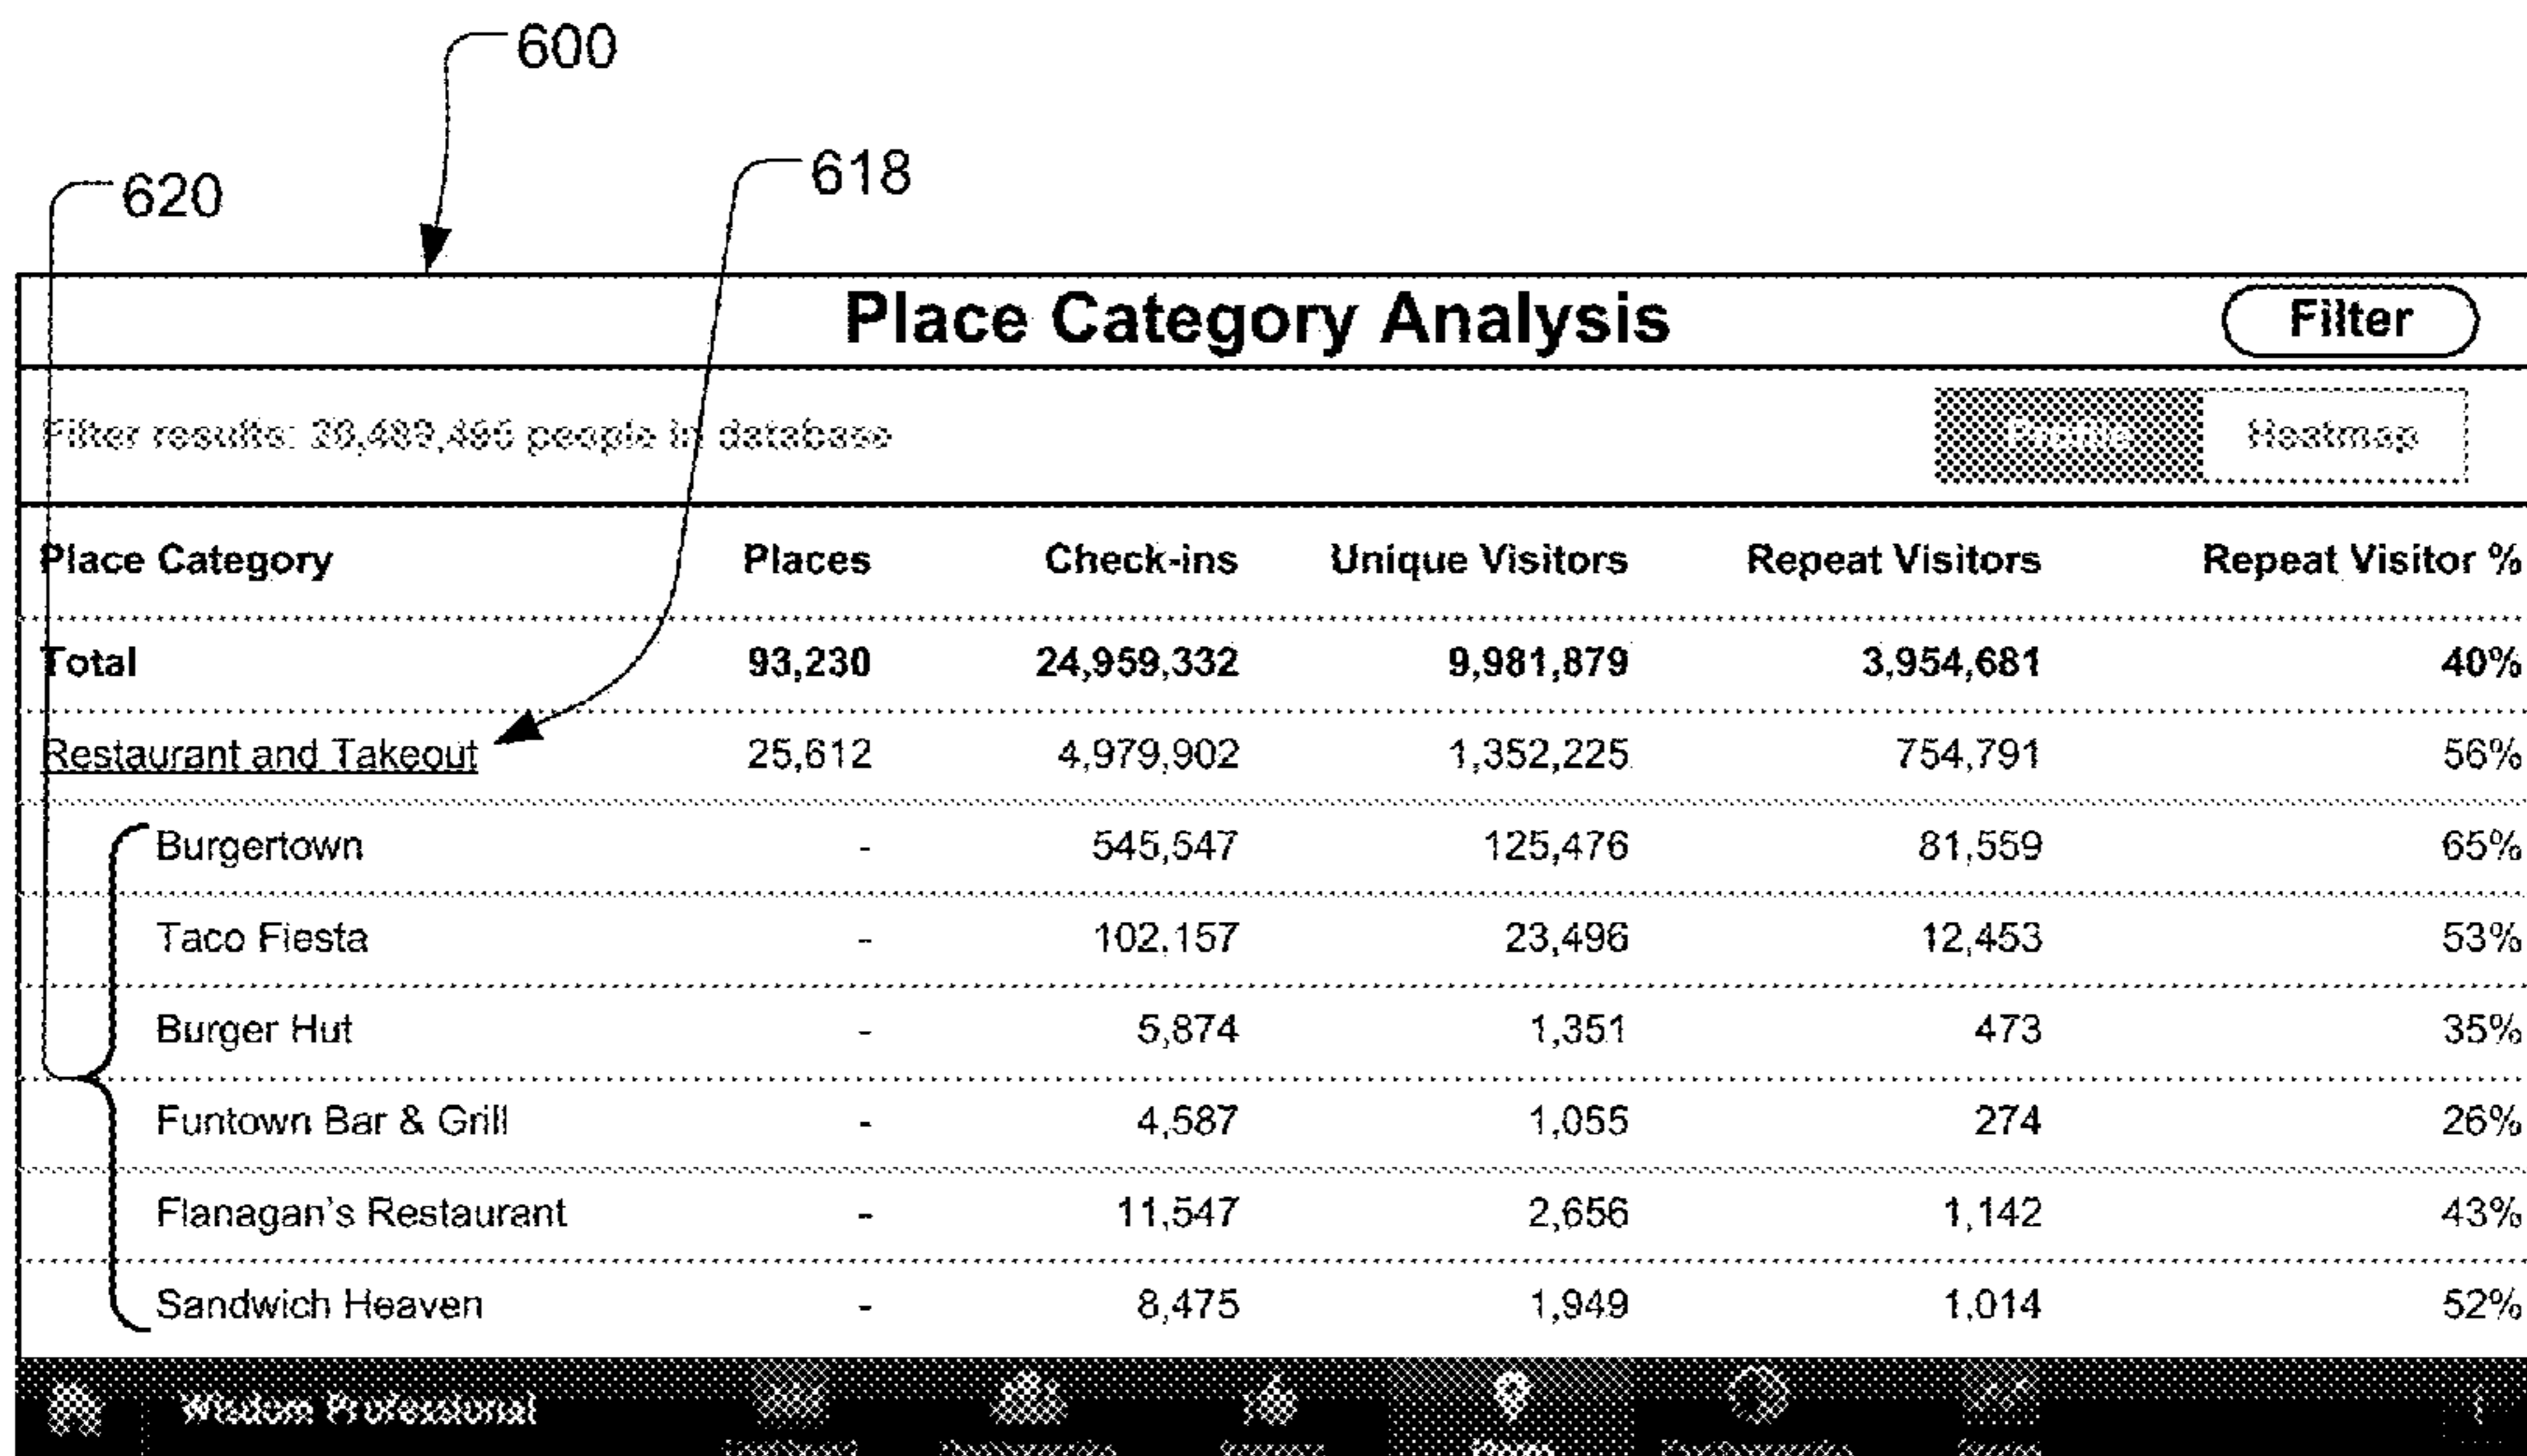 600
618
620
Place Category Analysis Filter
Filter results: people in database Profile Heatmap
Place Category Places Check-ins Unique Visitors Repeat Visitors Repeat Visitor %
Total 93,230 24,959,332 9,981,879 3,954,681 40%
Restaurant and Takeout 25,612 4,979,902 1,352,225 754,791 56%
Burgertown - 545,547 125,476 81,559 65%
Taco Fiesta - 102,157 23,496 12,453 53%
Burger Hut - 5,874 1,351 473 35%
Funtown Bar & Grill - 4,587 1,055 274 26%
Flanagan's Restaurant - 11,547 2,656 1,142 43%
Sandwich Heaven - 8,475 1,949 1,014 52%
Wisdom Professional